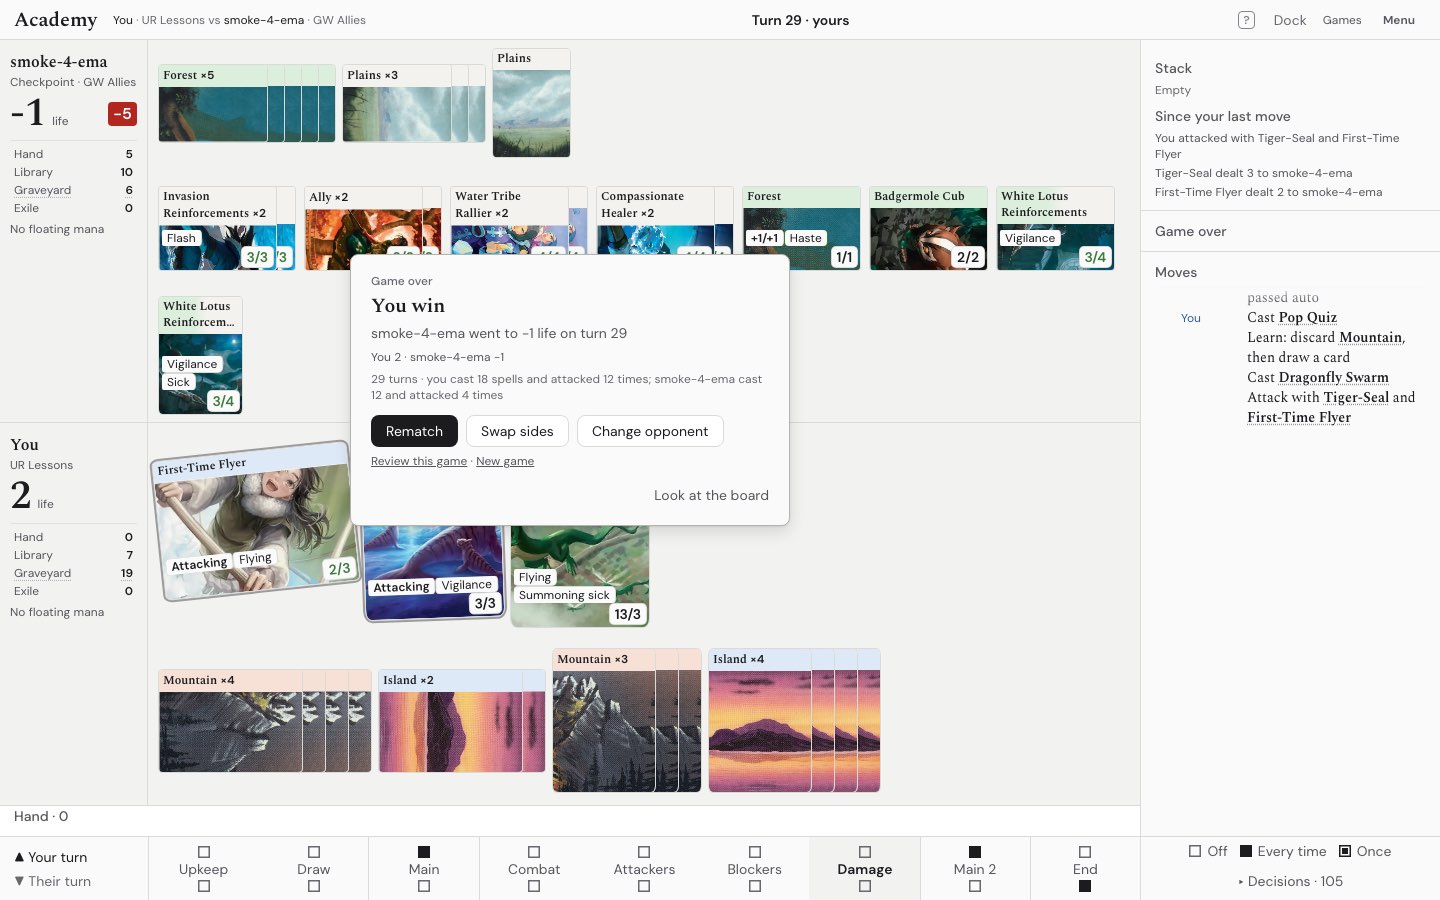 Academy
You · UR Lessons vs smoke-4-ema · GW Allies
Turn 29 · yours
?
Dock
Games
Menu
smoke-4-ema
Checkpoint · GW Allies
-1 life
-5
Hand 5
Library 10
Graveyard 6
Exile 0
No floating mana
Forest ×5
Plains ×3
Plains
Invasion
Reinforcements ×2
Flash
3/3
/3
Ally ×2
Water Tribe
Rallier ×2
Compassionate
Healer ×2
Forest
+1/+1 Haste
1/1
Badgermole Cub
2/2
White Lotus
Reinforcements
Vigilance
3/4
White Lotus
Reinforcem...
Vigilance
Sick
3/4
Game over
You win
smoke-4-ema went to -1 life on turn 29
You 2 · smoke-4-ema -1
29 turns · you cast 18 spells and attacked 12 times; smoke-4-ema cast
12 and attacked 4 times
Rematch
Swap sides
Change opponent
Review this game · New game
Look at the board
You
UR Lessons
2 life
Hand 0
Library 7
Graveyard 19
Exile 0
No floating mana
First-Time Flyer
Attacking Flying
2/3
Attacking Vigilance
3/3
Flying
Summoning sick
13/3
Mountain ×4
Island ×2
Mountain ×3
Island ×4
Stack
Empty
Since your last move
You attacked with Tiger-Seal and First-Time
Flyer
Tiger-Seal dealt 3 to smoke-4-ema
First-Time Flyer dealt 2 to smoke-4-ema
Game over
Moves
passed auto
You
Cast Pop Quiz
Learn: discard Mountain,
then draw a card
Cast Dragonfly Swarm
Attack with Tiger-Seal and
First-Time Flyer
Hand · 0
▲ Your turn
▼ Their turn
Upkeep
Draw
Main
Combat
Attackers
Blockers
Damage
Main 2
End
Off
Every time
Once
▸ Decisions · 105